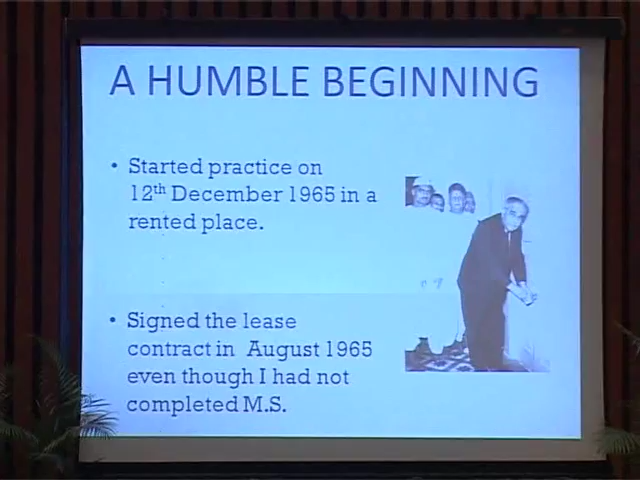 A HUMBLE BEGINNING
• Started practice on
12th December 1965 in a
rented place.
• Signed the lease
contract in August 1965
even though I had not
completed M.S.